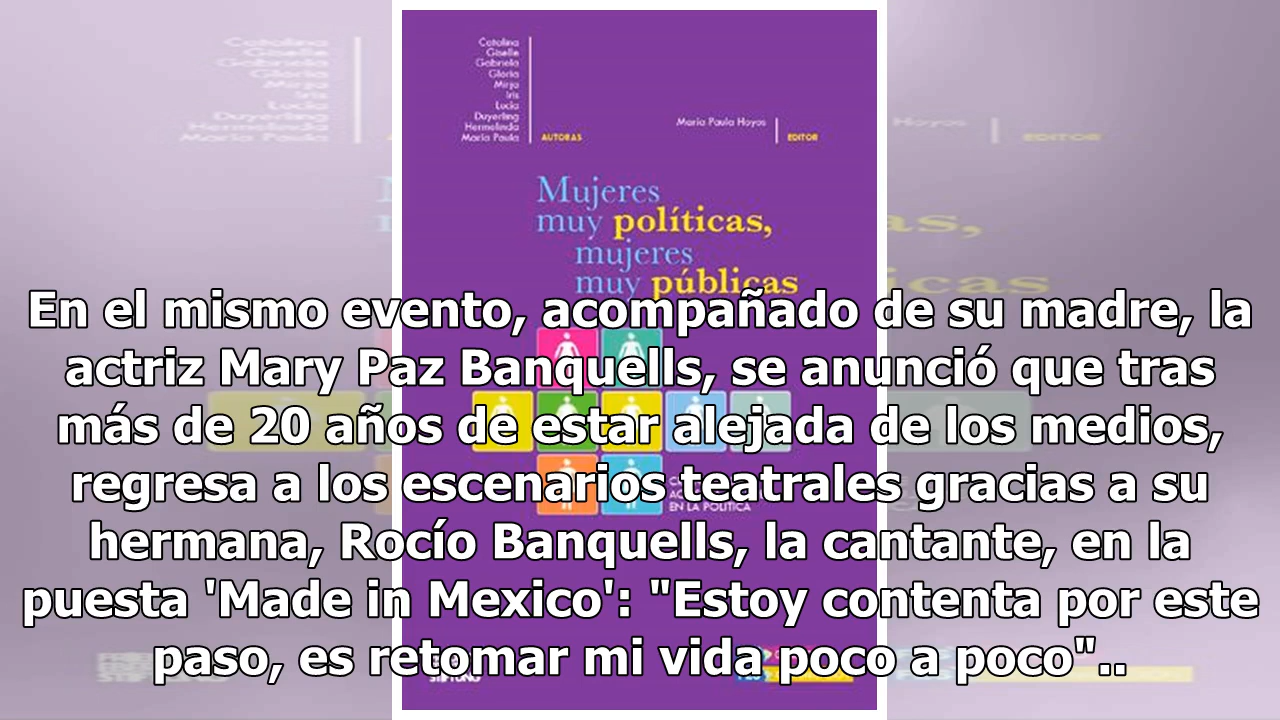 Catalina
Giselle
Gabriela
Gloria
Mirja
Iris
Lucía
Duyerling
Hermelinda
María Paula
AUTORAS
María Paula Hoyos
EDITOR
Mujeres
muy políticas,
mujeres
muy públicas
En el mismo evento, acompañado de su madre, la
actriz Mary Paz Banquells, se anunció que tras
más de 20 años de estar alejada de los medios,
regresa a los escenarios teatrales gracias a su
hermana, Rocío Banquells, la cantante, en la
puesta 'Made in Mexico': "Estoy contenta por este
paso, es retomar mi vida poco a poco"..
EN LA POLÍTICA
STIFTUNG